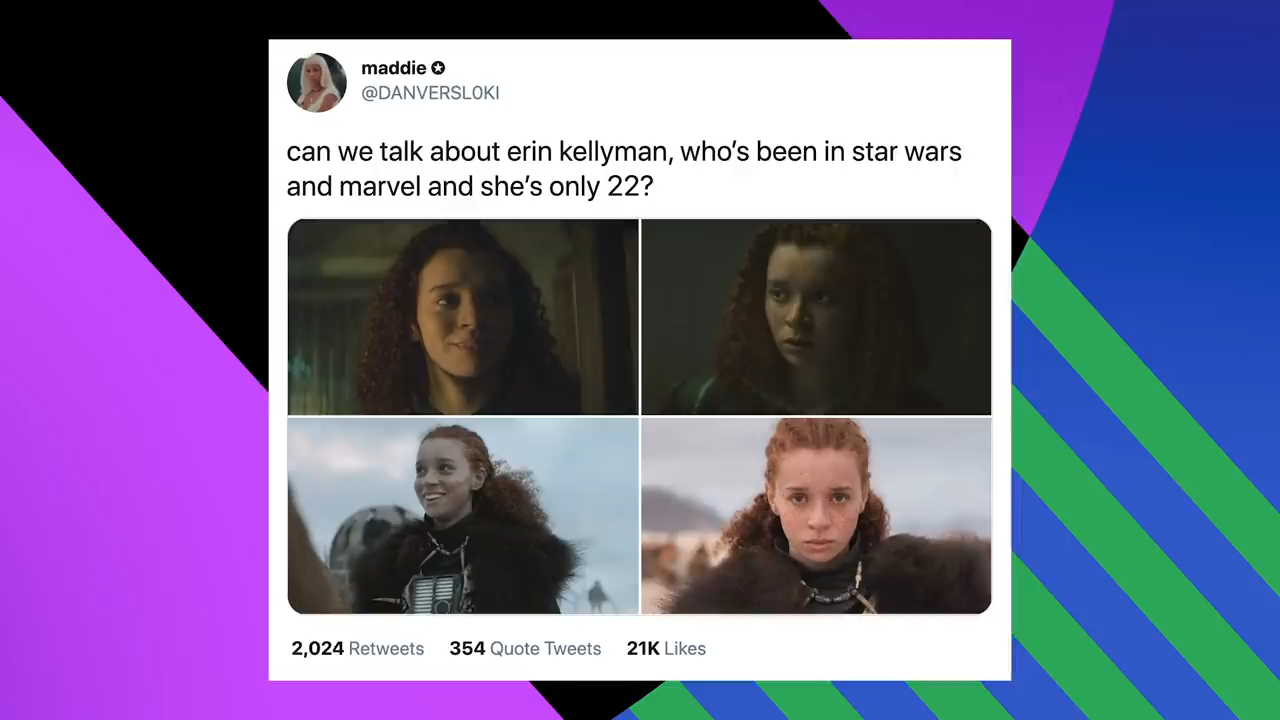 maddie
@DANVERSL0KI
can we talk about erin kellyman, who’s been in star wars
and marvel and she’s only 22?
2,024 Retweets 354 Quote Tweets 21K Likes